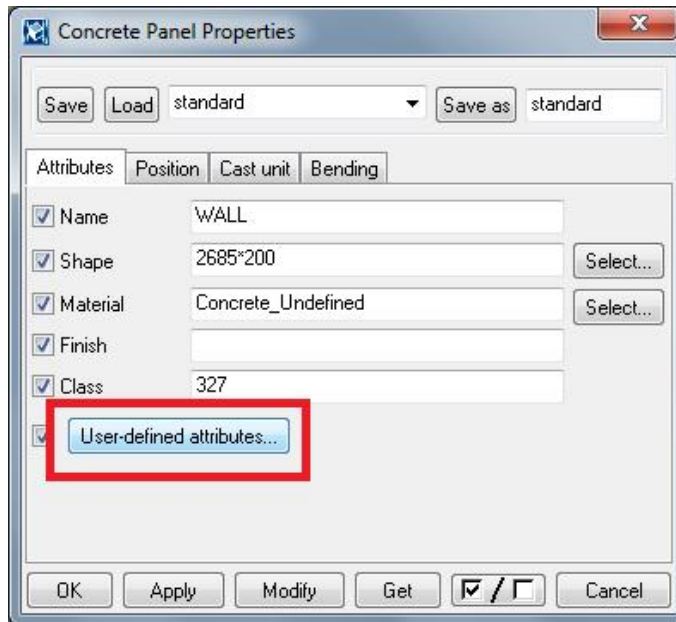 Concrete Panel Properties
Save Load standard Save as standard
Attributes Position Cast unit Bending
Name WALL
Shape 2685*200 Select...
Material Concrete_Undefined Select...
Finish
Class 327
User-defined attributes...
OK Apply Modify Get / Cancel